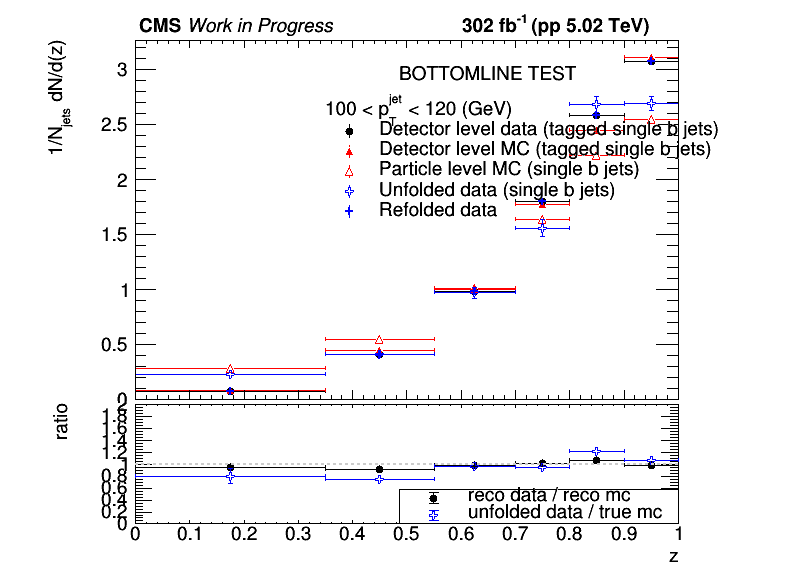 CMS Work in Progress 302 fb-1 (pp 5.02 TeV)
1/Njets dN/d(z)
BOTTOMLINE TEST
100 < pTjet < 120 (GeV)
Detector level data (tagged single b jets)
Detector level MC (tagged single b jets)
Particle level MC (single b jets)
Unfolded data (single b jets)
Refolded data
3
2.5
2
1.5
1
0.5
0
ratio
2
1.8
1.6
1.4
1.2
1
0.8
0.6
0.4
0.2
0
reco data / reco mc
unfolded data / true mc
0 0.1 0.2 0.3 0.4 0.5 0.6 0.7 0.8 0.9 1
z